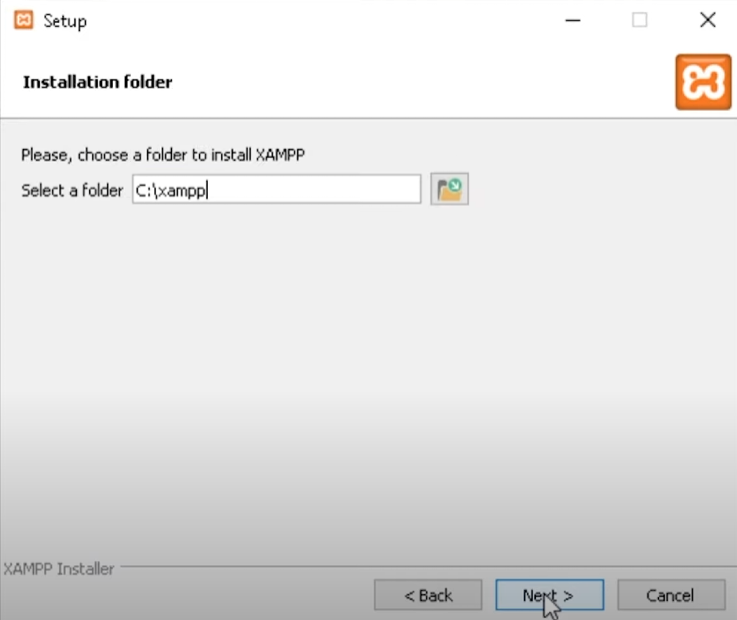 Setup
Installation folder
Please, choose a folder to install XAMPP
Select a folder C:\xampp
XAMPP Installer
< Back Next > Cancel